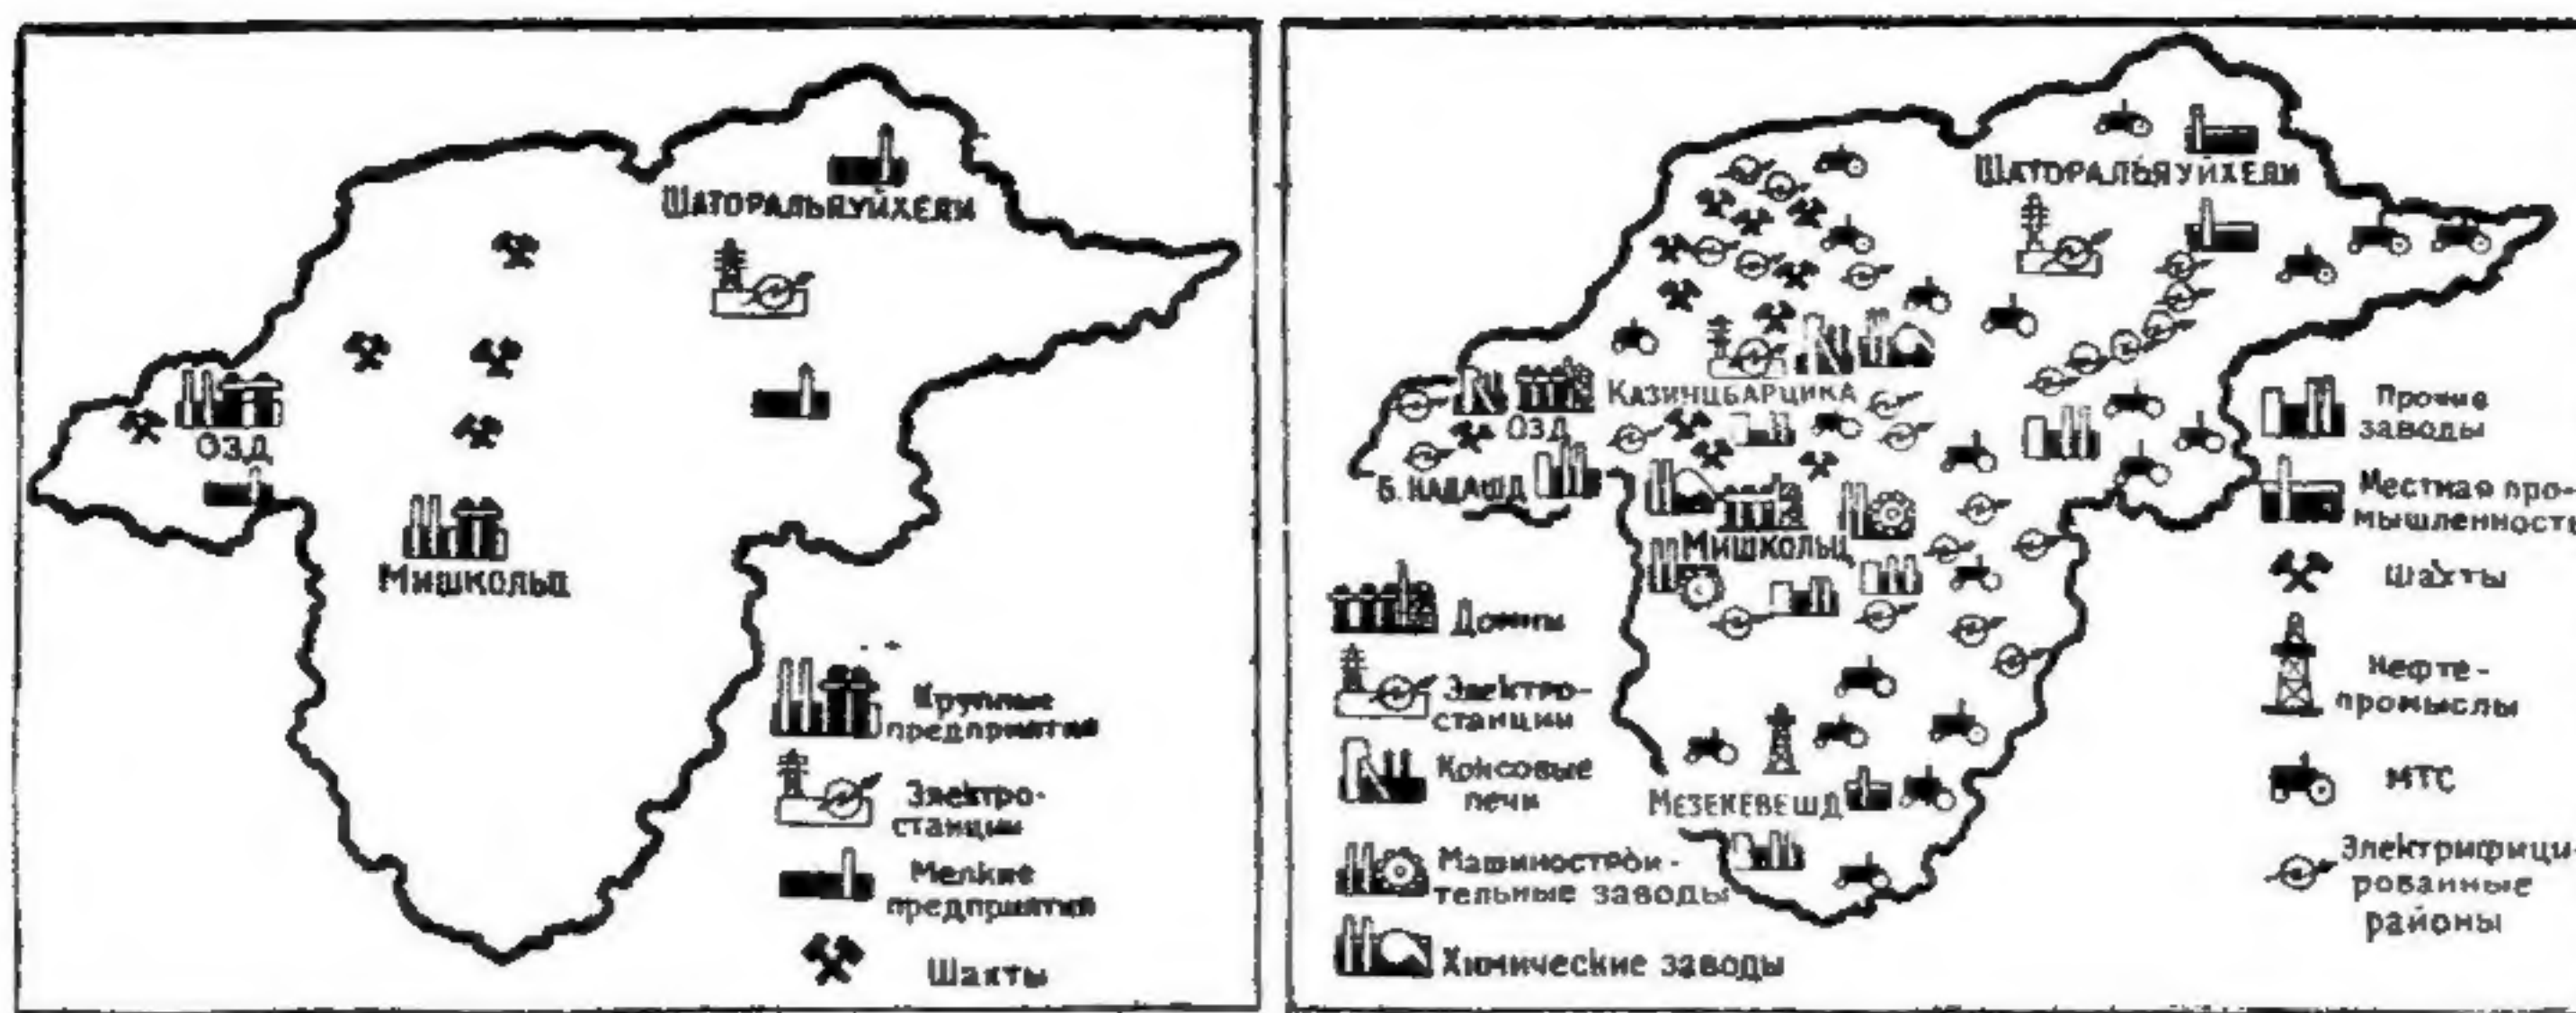 ШАТОРАЛЬЯУЙХЕЛИ
ОЗД
МИШКОЛЬЦ
Крупные
предприятия
Электро-
станции
Мелкие
предприятия
Шахты
ШАТОРАЛЬЯУЙХЕЛИ
КАЗИНЦБАРЦИКА
ОЗД
Б. НАДАШД
МИШКОЛЬЦ
МЕЗЕКЕВЕШД
Домны
Электро-
станции
Коксовые
печи
Машинострои-
тельные заводы
Химические заводы
Прочие
заводы
Местная про-
мышленность
Шахты
Нефте-
промыслы
МТС
Электрифици-
рованные
районы